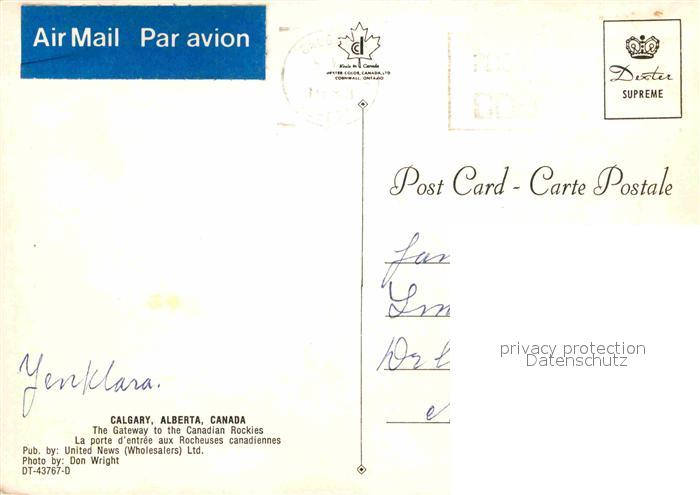 Air Mail Par avion
Made in Canada
DEXTER COLOR, CANADA, LTD
CORNWALL, ONTARIO
Dexter
SUPREME
Post Card - Carte Postale
privacy protection
Datenschutz
CALGARY, ALBERTA, CANADA
The Gateway to the Canadian Rockies
La porte d'entrée aux Rocheuses canadiennes
Pub. by: United News (Wholesalers) Ltd.
Photo by: Don Wright
DT-43767-D